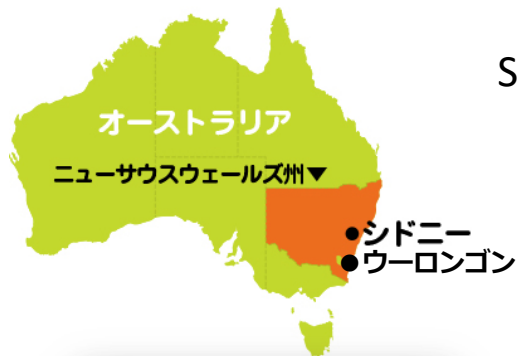 S
オーストラリア
ニューサウスウェールズ州▼
●シドニー
●ウーロンゴン